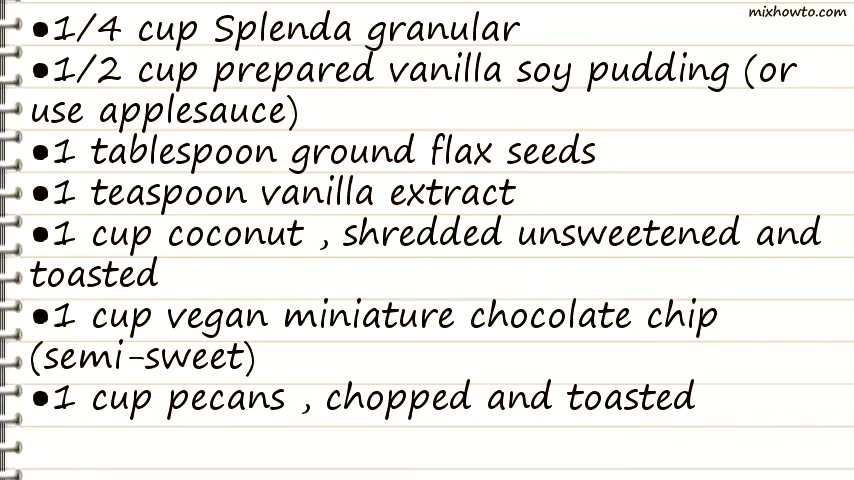 mixhowto.com
•1/4 cup Splenda granular
•1/2 cup prepared vanilla soy pudding (or
use applesauce)
•1 tablespoon ground flax seeds
•1 teaspoon vanilla extract
•1 cup coconut , shredded unsweetened and
toasted
•1 cup vegan miniature chocolate chip
(semi-sweet)
•1 cup pecans , chopped and toasted